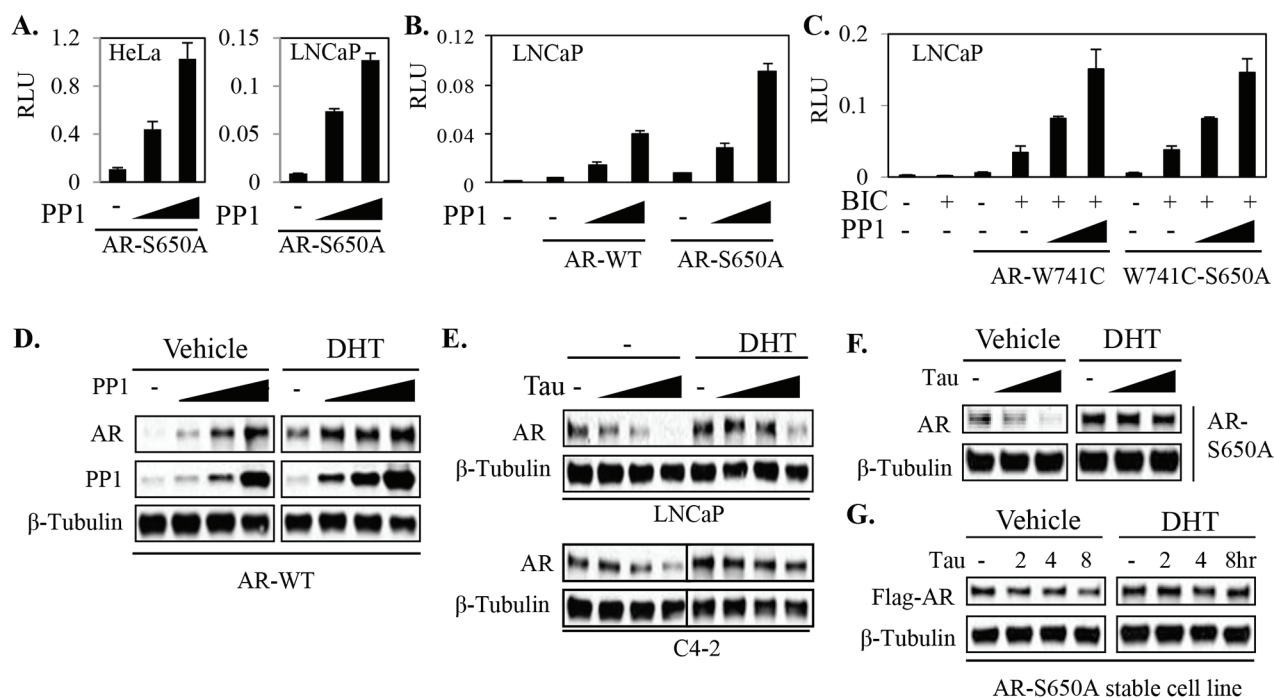 A.
HeLa
RLU
1.2
0.8
0.4
0
PP1 -
AR-S650A
LNCaP
0.15
0.1
0.05
0
-
AR-S650A
B.
LNCaP
RLU
0.12
0.08
0.04
0
PP1 - - -
AR-WT AR-S650A
C.
LNCaP
RLU
0.2
0.1
0
BIC - + - + + + - + + +
PP1 - - - - - -
AR-W741C W741C-S650A
D.
Vehicle DHT
PP1 - -
AR
PP1
β-Tubulin
AR-WT
E.
- DHT
Tau - -
AR
β-Tubulin
LNCaP
AR
β-Tubulin
C4-2
F.
Vehicle DHT
Tau - -
AR
β-Tubulin
AR-
S650A
G.
Vehicle DHT
Tau - 2 4 8 - 2 4 8hr
Flag-AR
β-Tubulin
AR-S650A stable cell line